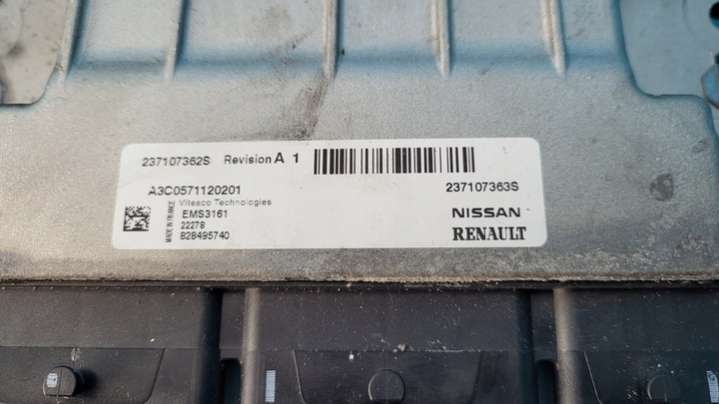 237107362S Revision A 1
A3C0571120201 237107363S
Vitesco Technologies
MADE IN FRANCE
EMS3161 NISSAN
22278
828495740 RENAULT